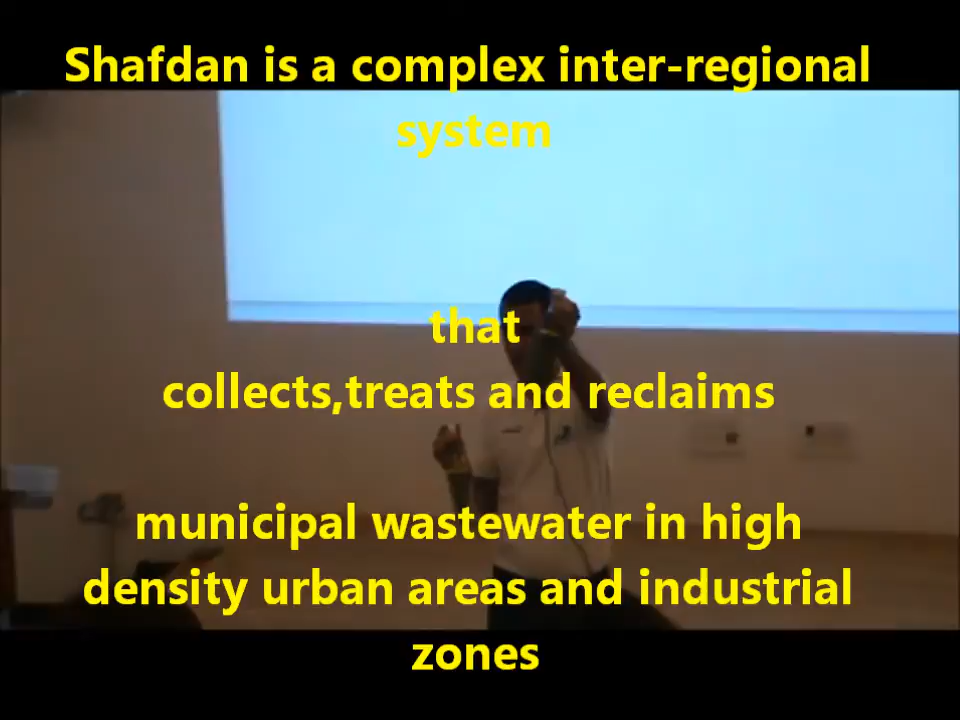 Shafdan is a complex inter-regional
system
that
collects,treats and reclaims
municipal wastewater in high
density urban areas and industrial
zones